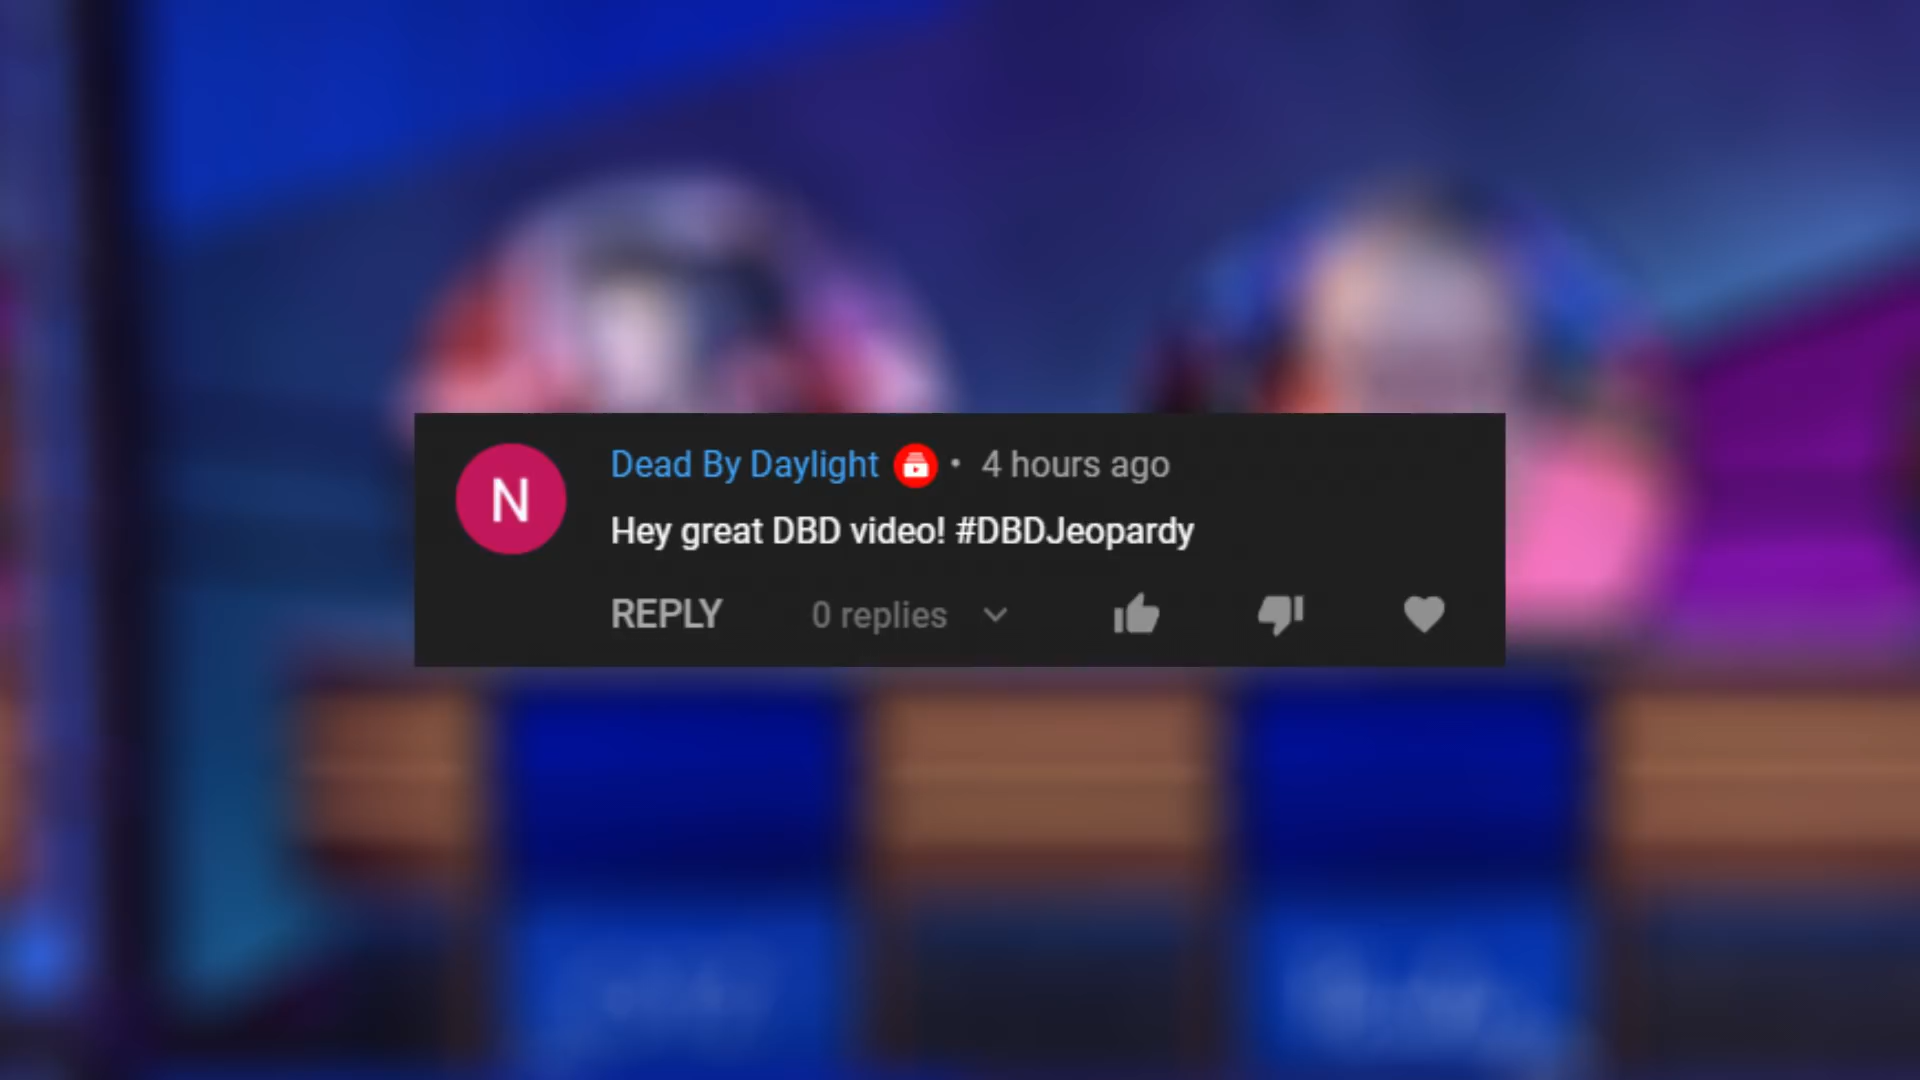 N
Dead By Daylight • 4 hours ago
Hey great DBD video! #DBDJeopardy
REPLY 0 replies